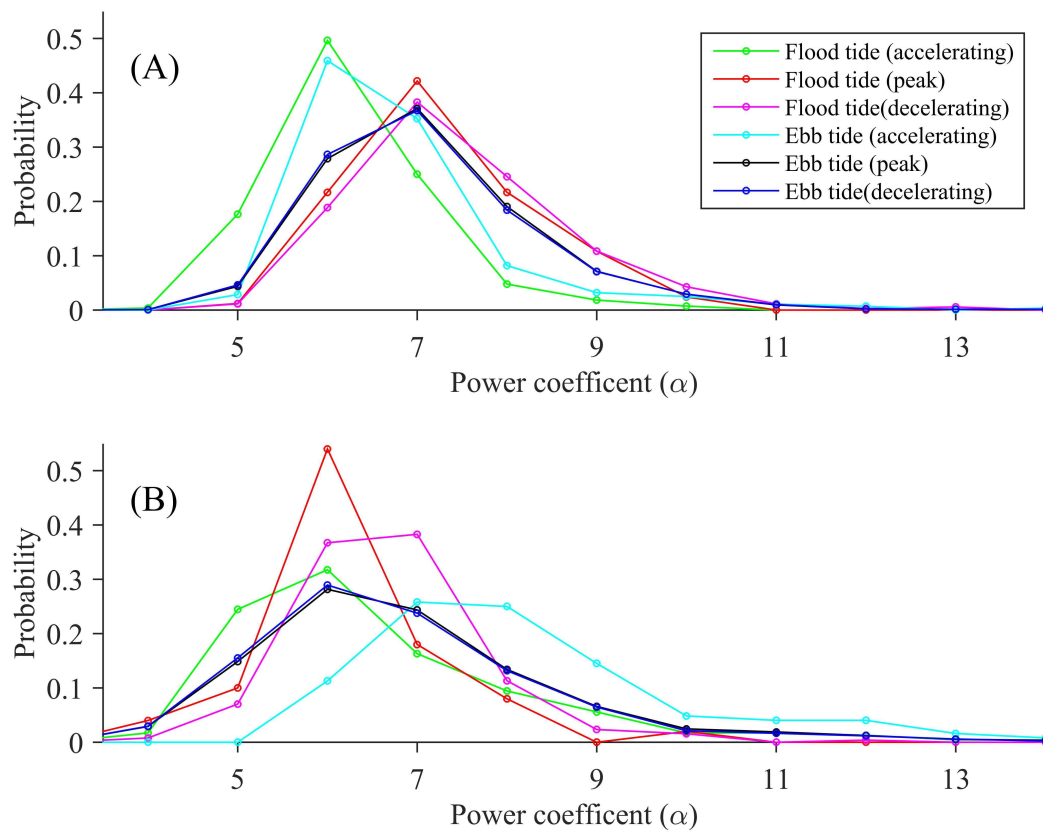 (A)
Probability
0.5
0.4
0.3
0.2
0.1
0
5
7
9
11
13
Power coefficent (α)
Flood tide (accelerating)
Flood tide (peak)
Flood tide(decelerating)
Ebb tide (accelerating)
Ebb tide (peak)
Ebb tide(decelerating)
(B)
Probability
0.5
0.4
0.3
0.2
0.1
0
5
7
9
11
13
Power coefficent (α)